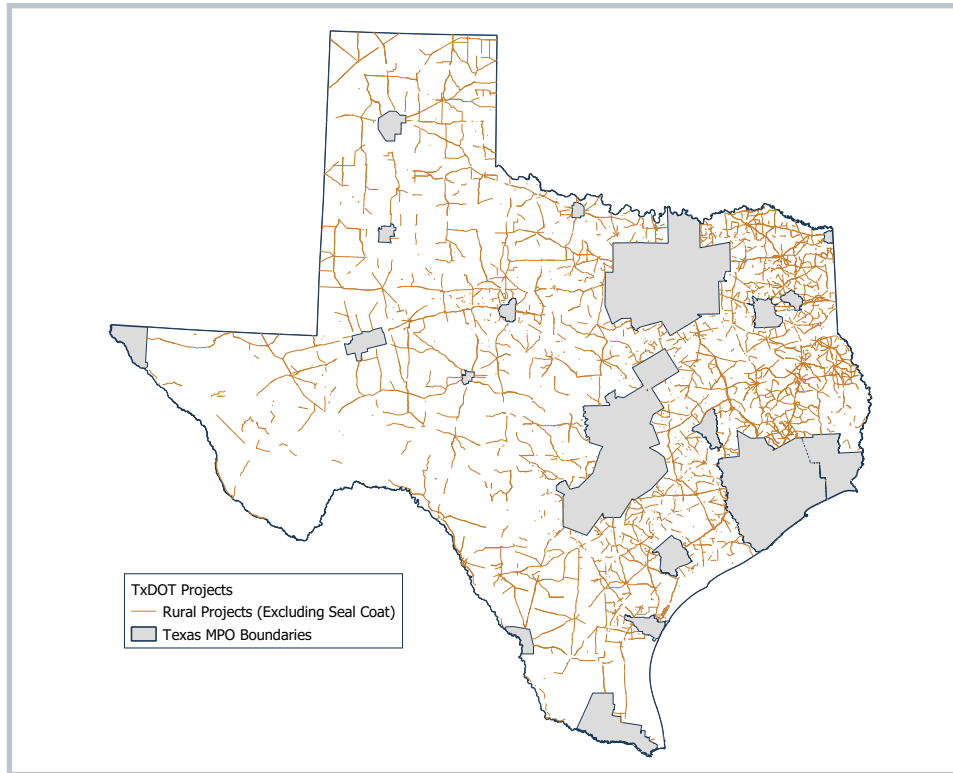 TxDOT Projects
Rural Projects (Excluding Seal Coat)
Texas MPO Boundaries